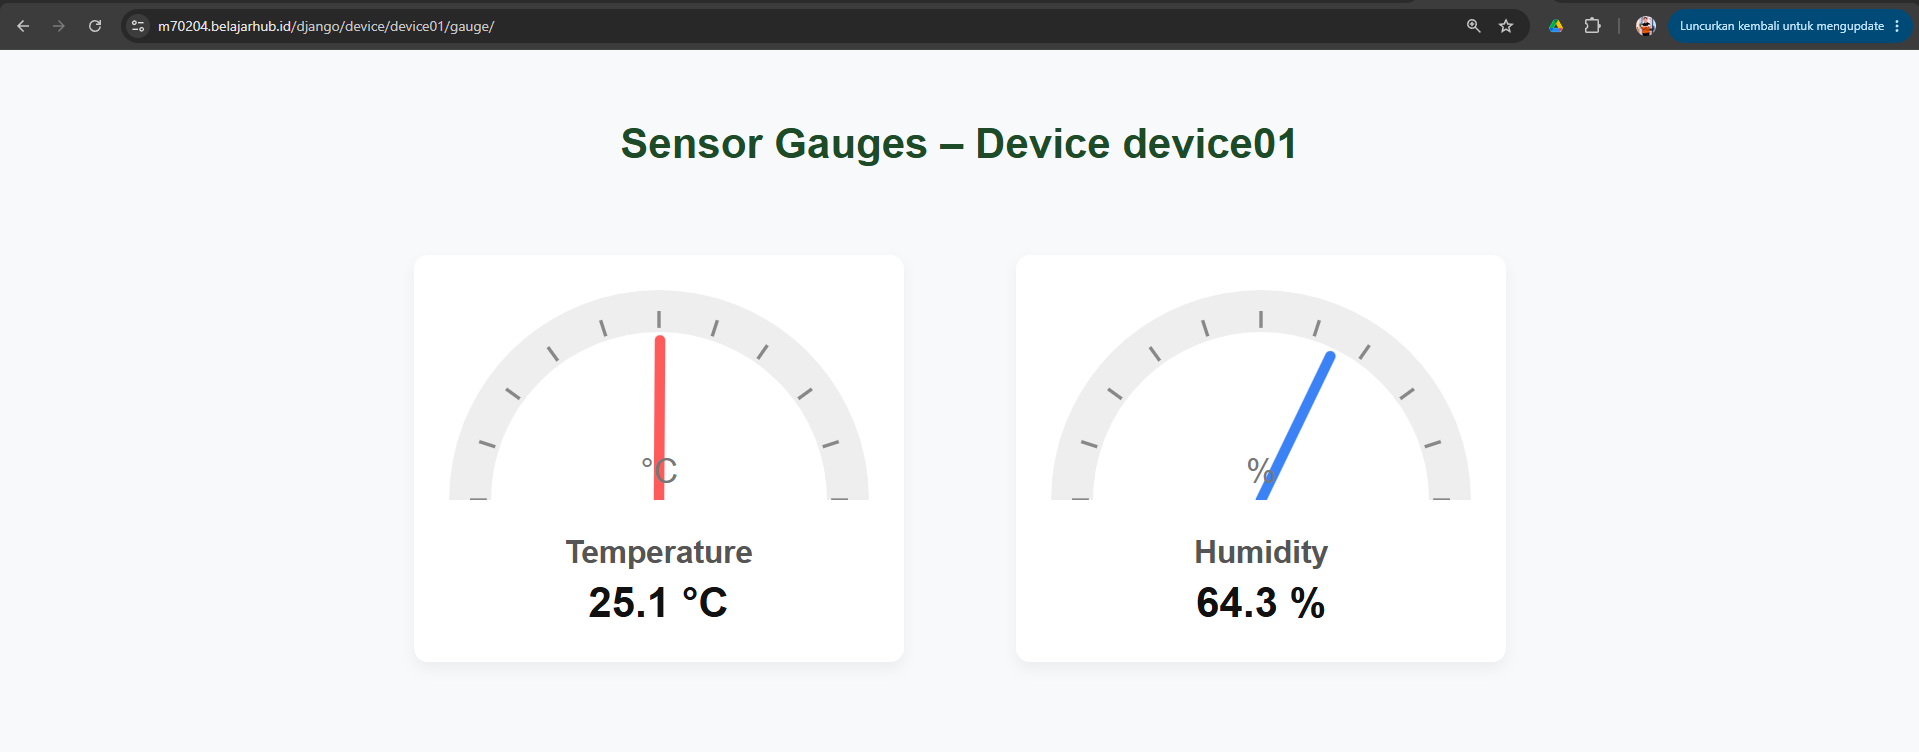 m70204.belajarhub.id/django/device/device01/gauge/
Luncurkan kembali untuk mengupdate
Sensor Gauges – Device device01
°C
%
Temperature
Humidity
25.1 °C
64.3 %